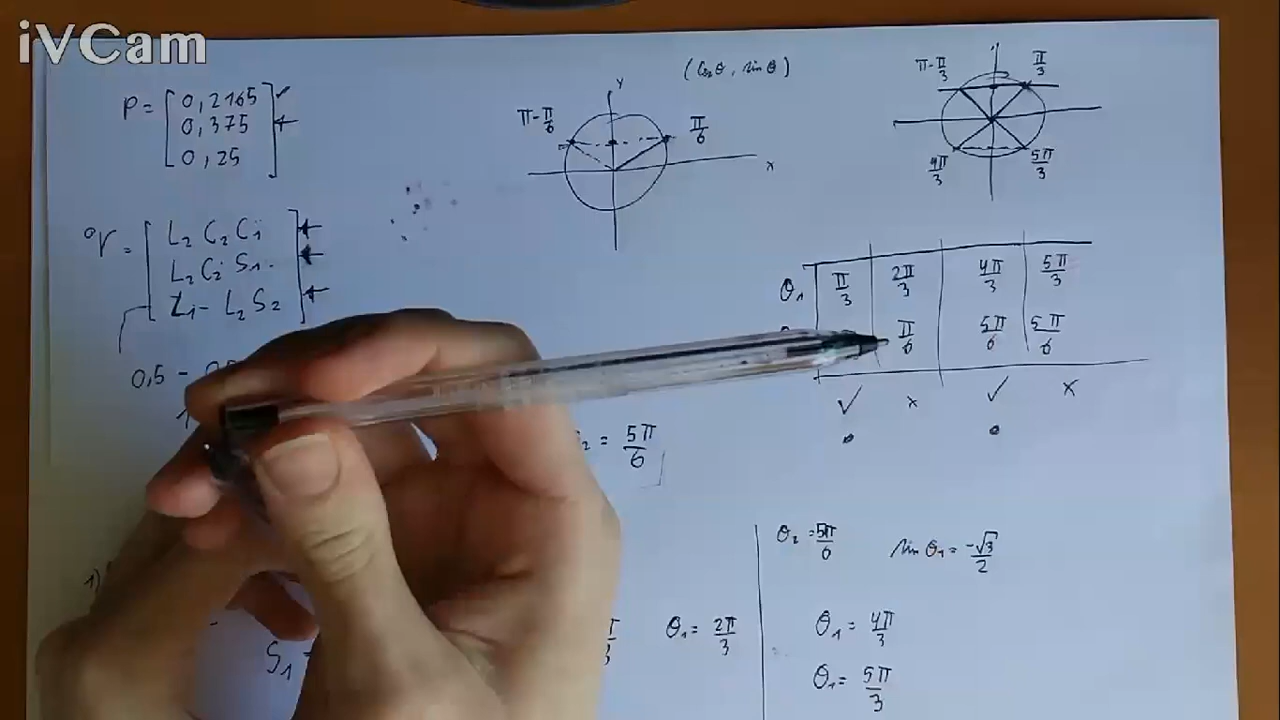 iVCam
P = [ 0,2165
0,375
0,25 ]
⁰r = [ L₂ C₂ C₁
L₂ C₂ S₁
L₁ - L₂ S₂ ]
0,5 -
(Cos θ, sin θ)
y
π-π/6
π/6
x
π-π/3
π/3
4π/3
5π/3
θ₁ π/3 2π/3 4π/3 5π/3
π/6 5π/6 5π/6
✓ x ✓ x
= 5π/6
1)
S₁
θ₁ = 2π/3
θ₂ = 5π/6
sin θ₁ = -√3/2
θ₁ = 4π/3
θ₁ = 5π/3